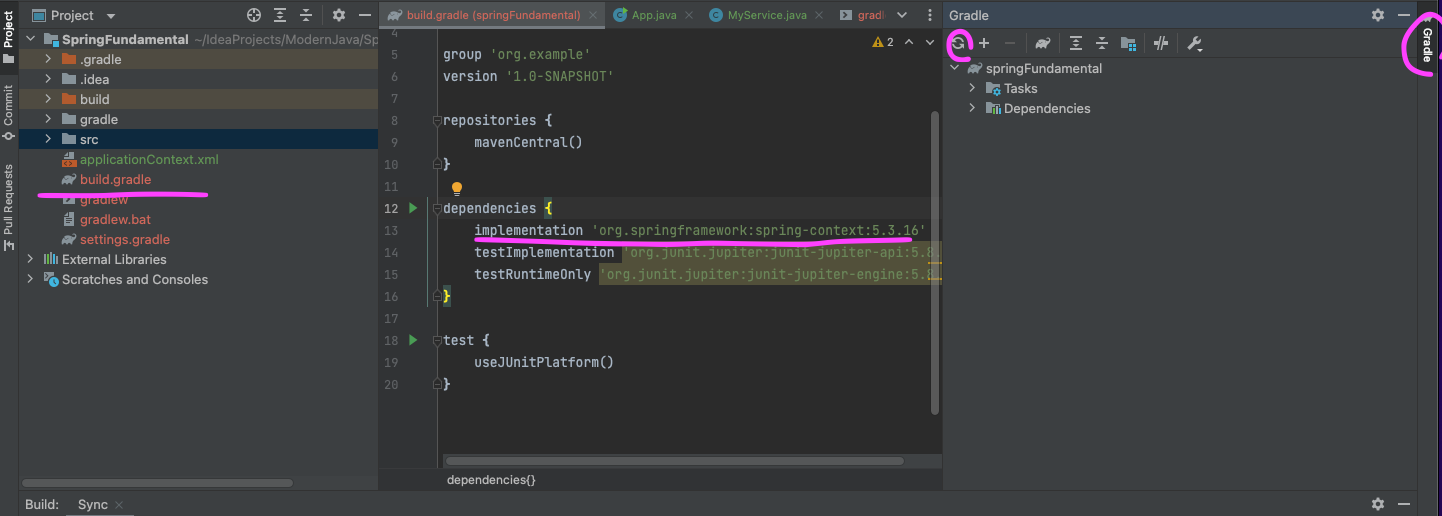 Project
Commit
Pull Requests
Project
SpringFundamental ~/IdeaProjects/ModernJava/Sp
.gradle
.idea
build
gradle
src
applicationContext.xml
build.gradle
gradlew
gradlew.bat
settings.gradle
External Libraries
Scratches and Consoles
build.gradle (springFundamental)
App.java
MyService.java
gradl
2
4
5 group 'org.example'
6 version '1.0-SNAPSHOT'
7
8 repositories {
9 mavenCentral()
10 }
11
12 dependencies {
13 implementation 'org.springframework:spring-context:5.3.16'
14 testImplementation 'org.junit.jupiter:junit-jupiter-api:5.8.
15 testRuntimeOnly 'org.junit.jupiter:junit-jupiter-engine:5.8.
16 }
17
18 test {
19 useJUnitPlatform()
20 }
dependencies{}
Gradle
springFundamental
Tasks
Dependencies
Gradle
Build: Sync